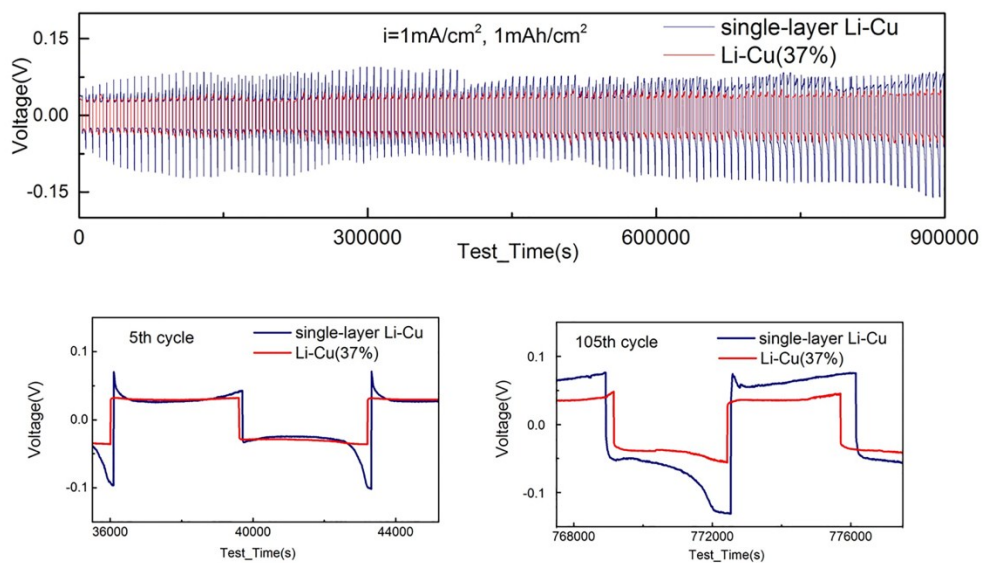 i=1mA/cm², 1mAh/cm²
single-layer Li-Cu
Li-Cu(37%)
0.15
0.00
-0.15
Voltage(V)
0
300000
600000
900000
Test_Time(s)
5th cycle
single-layer Li-Cu
Li-Cu(37%)
0.1
0.0
-0.1
Voltage(V)
36000
40000
44000
Test_Time(s)
105th cycle
single-layer Li-Cu
Li-Cu(37%)
0.1
0.0
-0.1
Voltage(V)
768000
772000
776000
Test_Time(s)